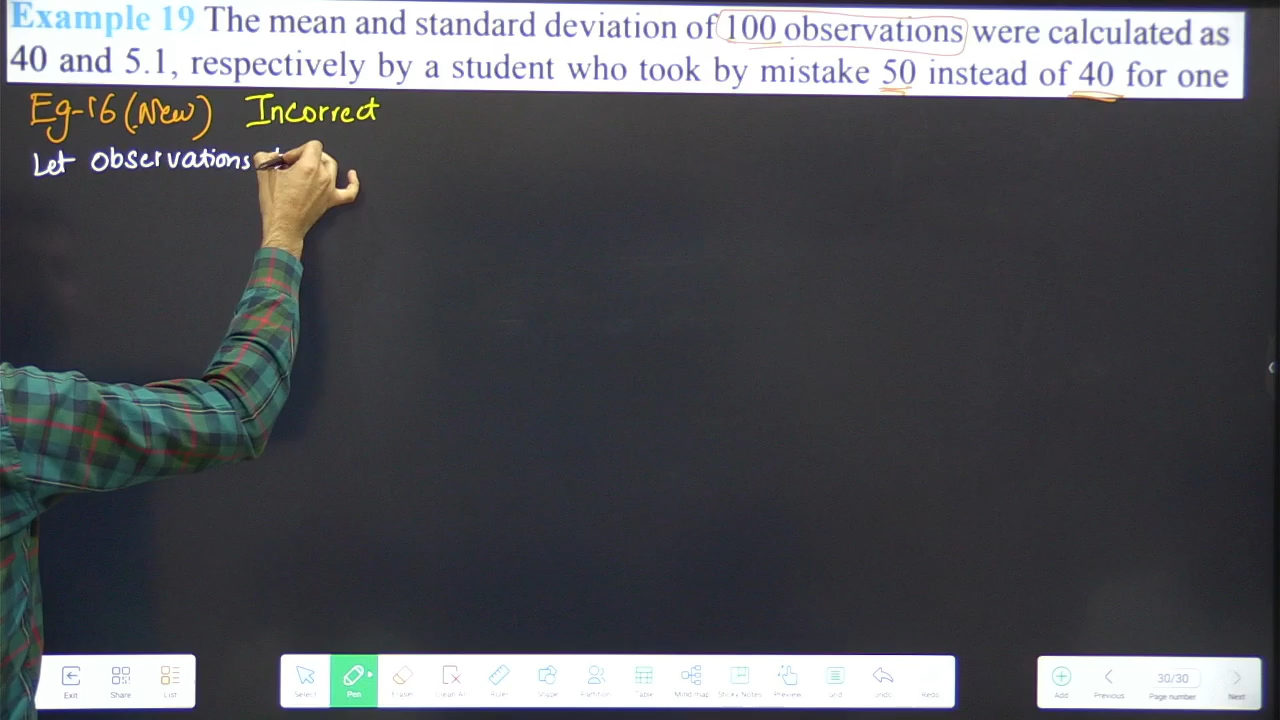 Example 19 The mean and standard deviation of 100 observations were calculated as
40 and 5.1, respectively by a student who took by mistake 50 instead of 40 for one
Eg-16 (New) Incorrect
Let observations
Exit
Share
List
Select
Pen
Eraser
Clean All
Ruler
Shape
Partition
Table
Mind map
Sticky Notes
Preview
Grid
Undo
Redo
Add
Previous
30/30
Page number
Next